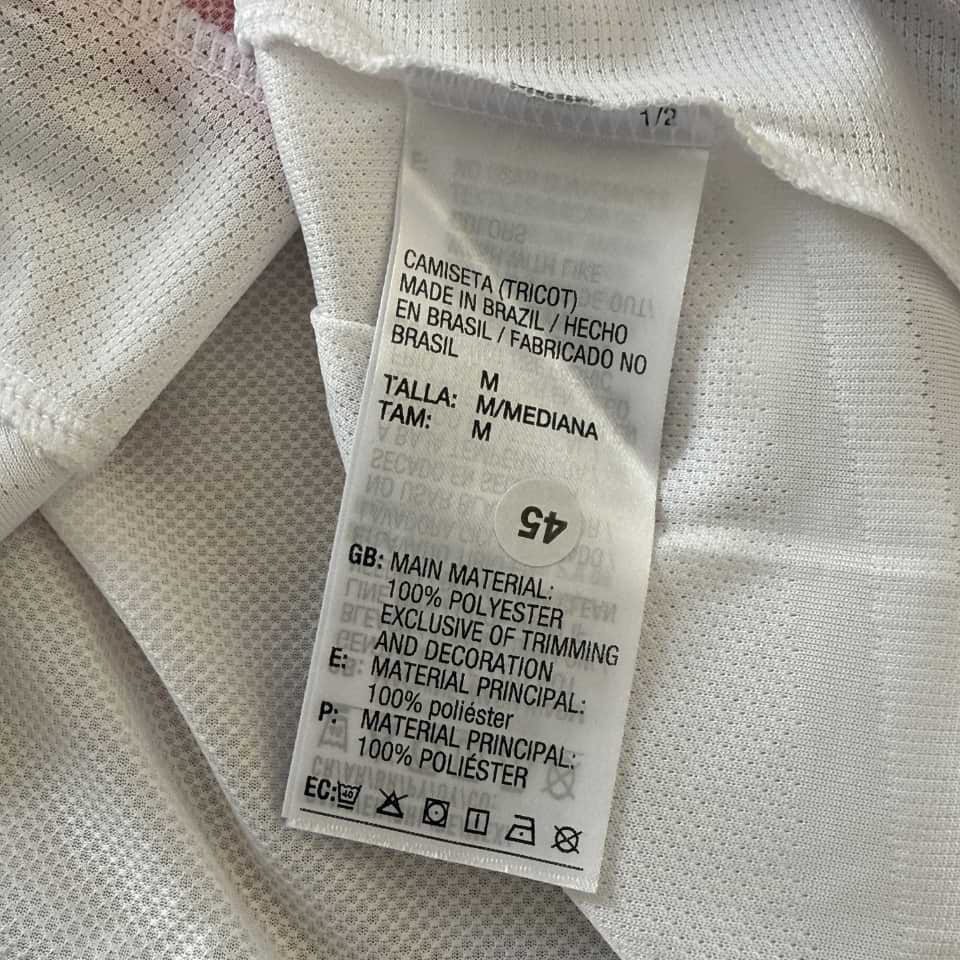 1/2
CAMISETA (TRICOT)
MADE IN BRAZIL / HECHO
EN BRASIL / FABRICADO NO
BRASIL
M
TALLA: M/MEDIANA
TAM: M
45
GB: MAIN MATERIAL:
100% POLYESTER
EXCLUSIVE OF TRIMMING
AND DECORATION
E: MATERIAL PRINCIPAL:
100% poliéster
P: MATERIAL PRINCIPAL:
100% POLIÉSTER
EC: 40